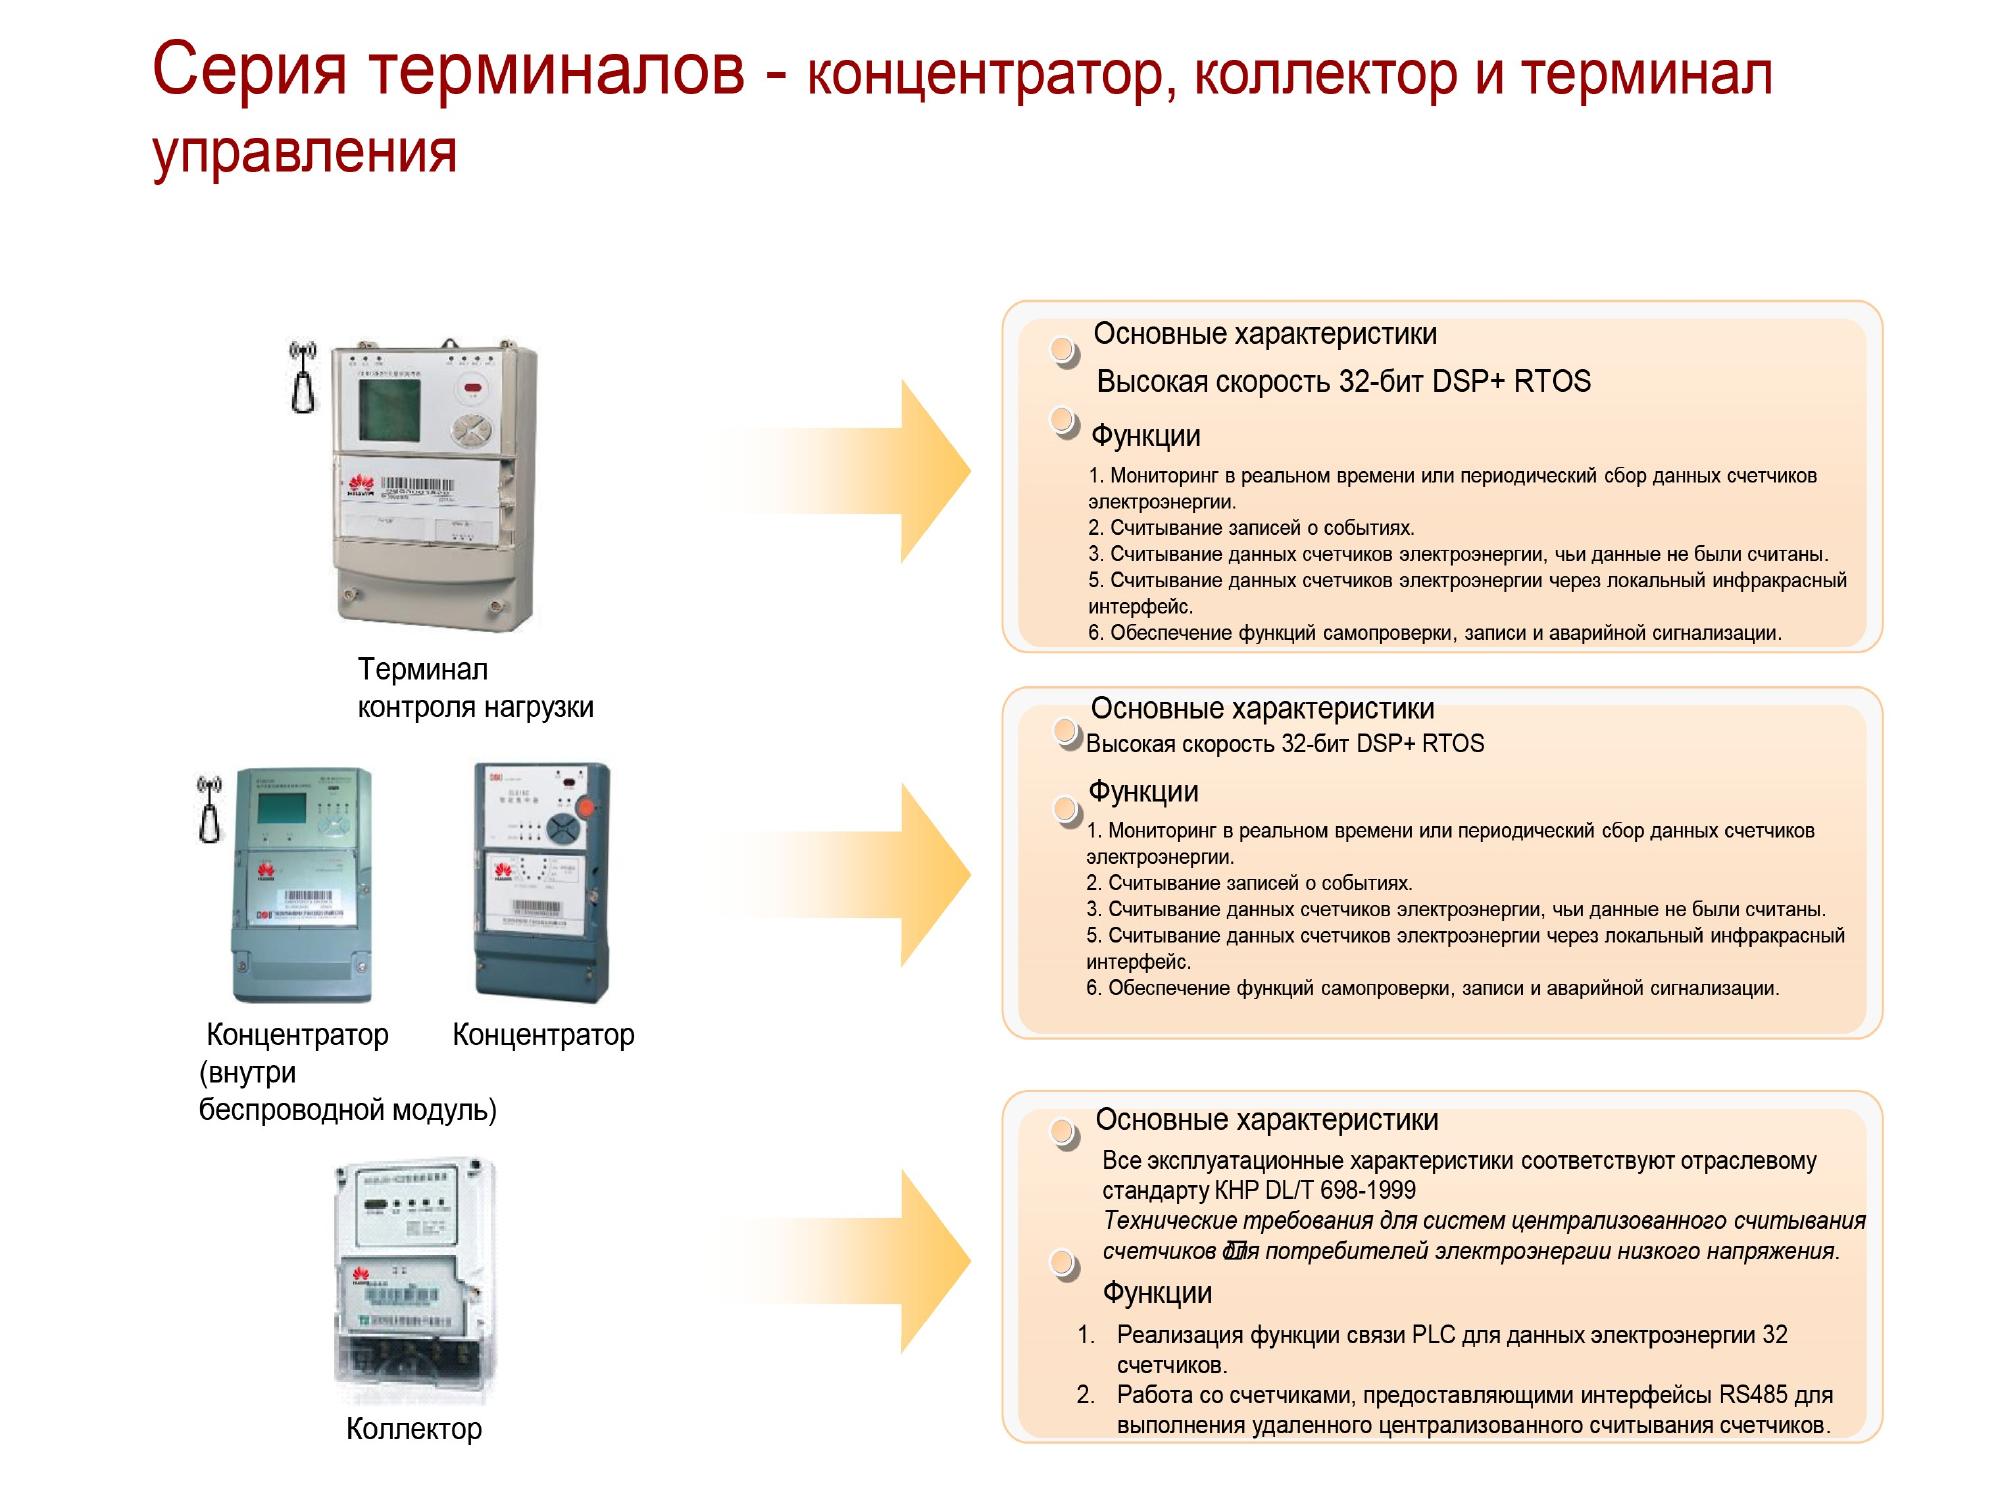 Серия терминалов - концентратор, коллектор и терминал
управления
Терминал
контроля нагрузки
Основные характеристики
Высокая скорость 32-бит DSP+ RTOS
Функции
1. Мониторинг в реальном времени или периодический сбор данных счетчиков
электроэнергии.
2. Считывание записей о событиях.
3. Считывание данных счетчиков электроэнергии, чьи данные не были считаны.
5. Считывание данных счетчиков электроэнергии через локальный инфракрасный
интерфейс.
6. Обеспечение функций самопроверки, записи и аварийной сигнализации.
Концентратор
(внутри
беспроводной модуль)
Концентратор
Основные характеристики
Высокая скорость 32-бит DSP+ RTOS
Функции
1. Мониторинг в реальном времени или периодический сбор данных счетчиков
электроэнергии.
2. Считывание записей о событиях.
3. Считывание данных счетчиков электроэнергии, чьи данные не были считаны.
5. Считывание данных счетчиков электроэнергии через локальный инфракрасный
интерфейс.
6. Обеспечение функций самопроверки, записи и аварийной сигнализации.
Коллектор
Основные характеристики
Все эксплуатационные характеристики соответствуют отраслевому
стандарту КНР DL/T 698-1999
Технические требования для систем централизованного считывания
счетчиков для потребителей электроэнергии низкого напряжения.
Функции
1. Реализация функции связи PLC для данных электроэнергии 32
счетчиков.
2. Работа со счетчиками, предоставляющими интерфейсы RS485 для
выполнения удаленного централизованного считывания счетчиков.